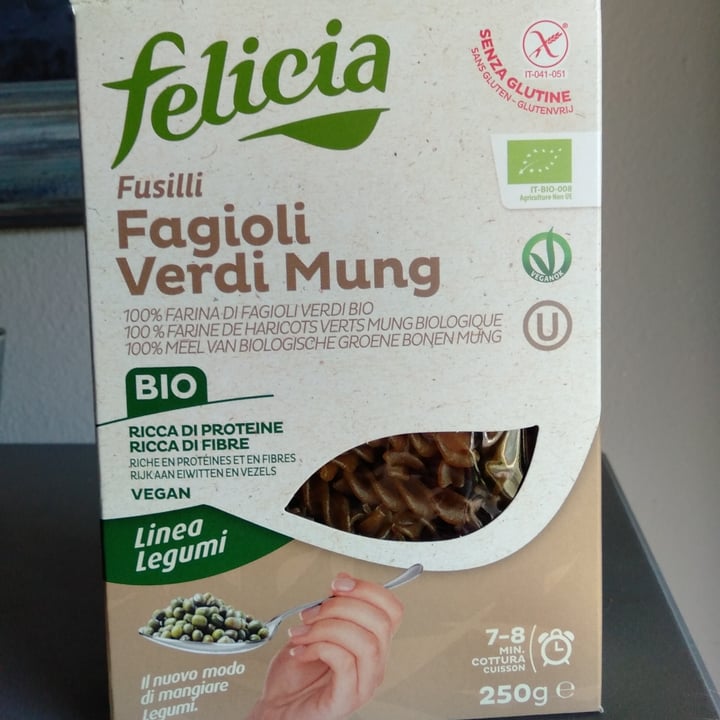 felicia
SENZA GLUTINE
SANS GLUTEN - GLUTENVRIJ
IT-041-051
IT-BIO-008
Agriculture Non UE
VEGANOK
U
Fusilli
Fagioli
Verdi Mung
100% FARINA DI FAGIOLI VERDI BIO
100% FARINE DE HARICOTS VERTS MUNG BIOLOGIQUE
100% MEEL VAN BIOLOGISCHE GROENE BONEN MUNG
BIO
RICCA DI PROTEINE
RICCA DI FIBRE
RICHE EN PROTÉINES ET EN FIBRES
RIJK AAN EIWITTEN EN VEZELS
VEGAN
Linea
Legumi
Il nuovo modo
di mangiare
Legumi.
7-8
MIN.
COTTURA
CUISSON
250g e